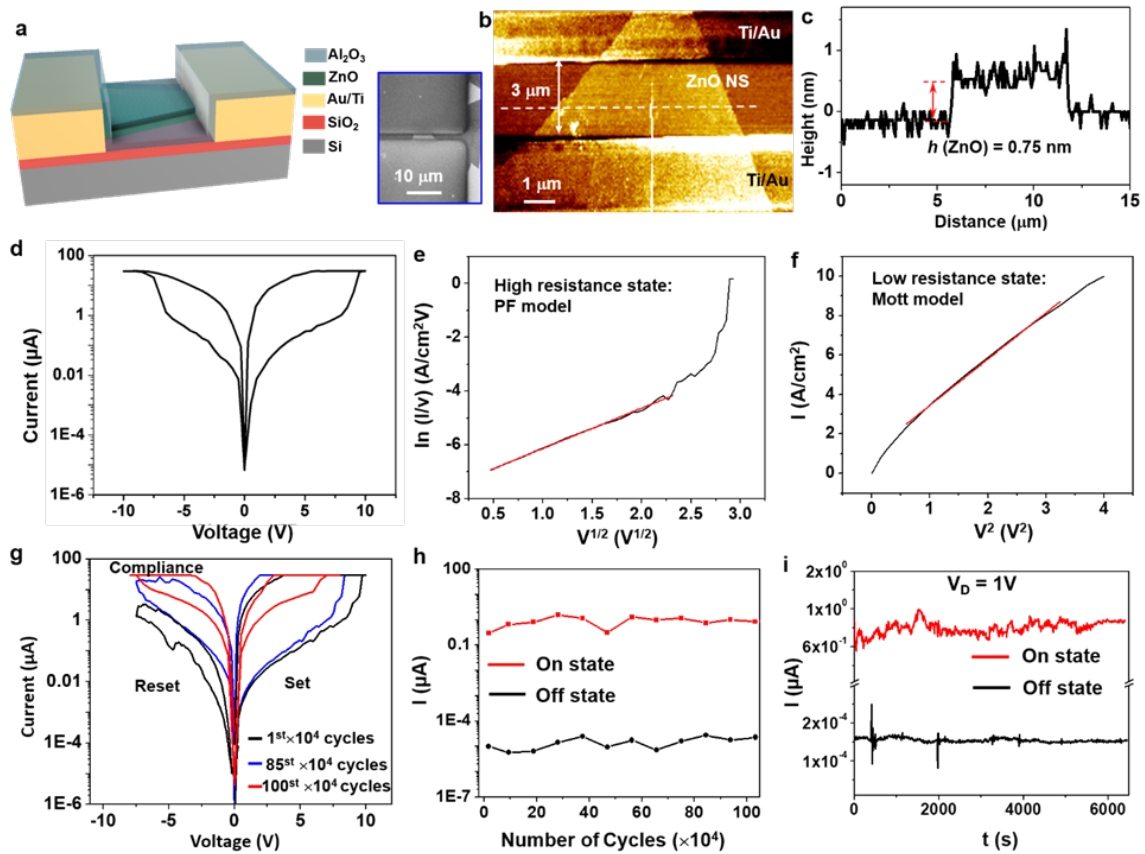 a
Al2O3
ZnO
Au/Ti
SiO2
Si
10 μm
b
Ti/Au
ZnO NS
3 μm
1 μm
Ti/Au
c
Height (nm)
1
0
-1
h (ZnO) = 0.75 nm
0
5
10
15
Distance (μm)
d
Current (μA)
100
1
0.01
1E-4
1E-6
-10
-5
0
5
10
Voltage (V)
e
ln (I/v) (A/cm2V)
0
-2
-4
-6
-8
High resistance state:
PF model
0.5
1.0
1.5
2.0
2.5
3.0
V1/2 (V1/2)
f
I (A/cm2)
10
8
6
4
2
0
Low resistance state:
Mott model
0
1
2
3
4
V2 (V2)
g
Current (μA)
100
1
0.01
1E-4
1E-6
Compliance
Reset
Set
1st×104 cycles
85st ×104 cycles
100st ×104 cycles
-10
-5
0
5
10
Voltage (V)
h
I (μA)
100
0.1
1E-4
1E-7
On state
Off state
0
20
40
60
80
100
Number of Cycles (×104)
i
I (μA)
2x100
1x100
6x10-1
2x10-4
1x10-4
VD = 1V
On state
Off state
0
2000
4000
6000
t (s)